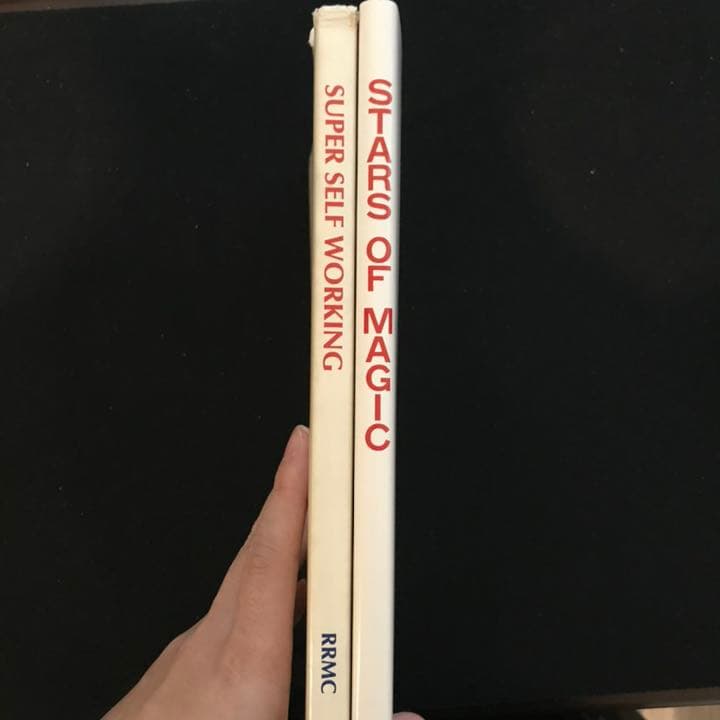 SUPER SELF WORKING
RRMC
STARS OF MAGIC